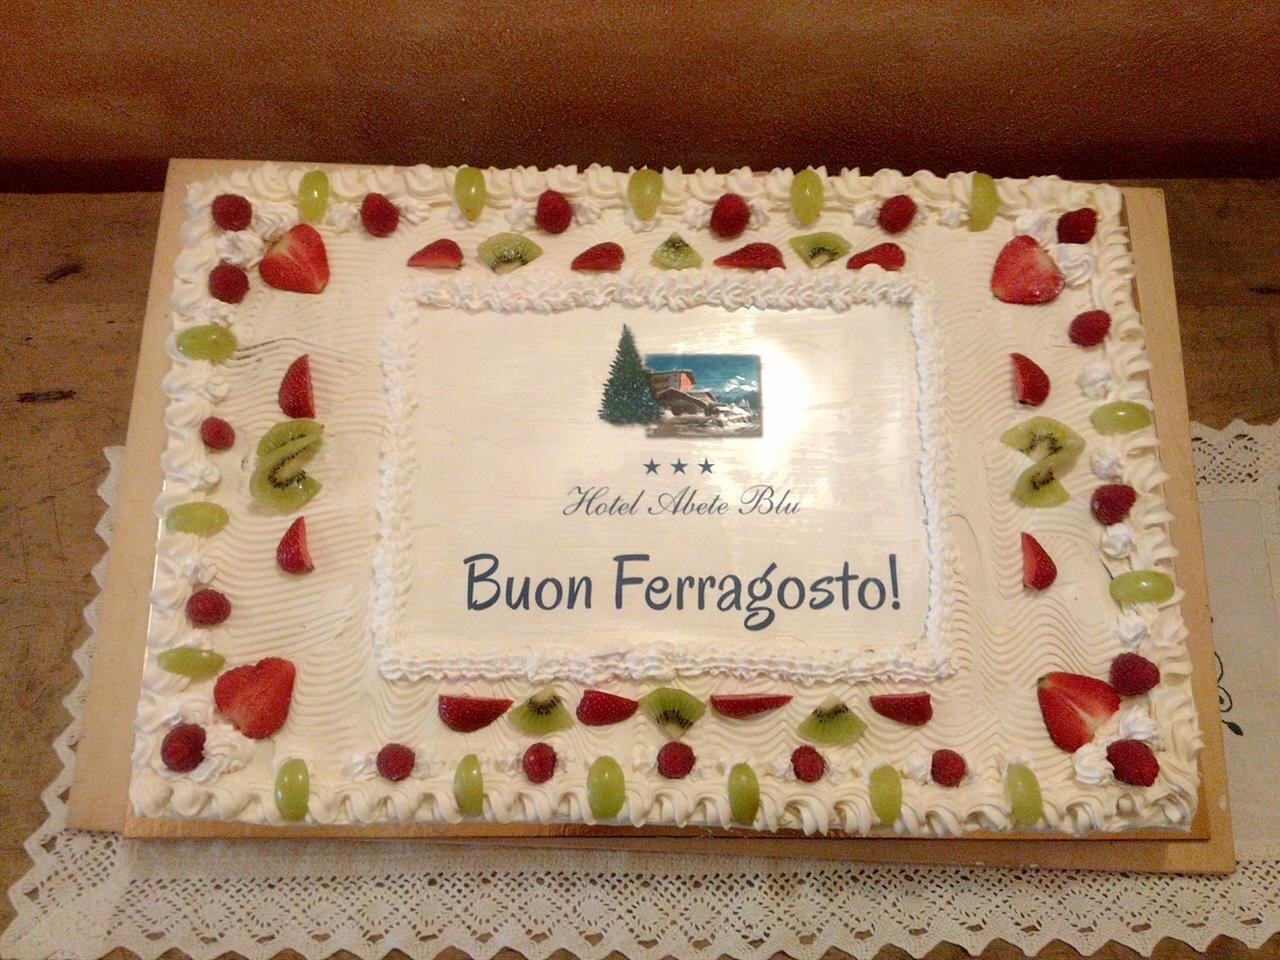 ★★★
Hotel Abete Blu
Buon Ferragosto!